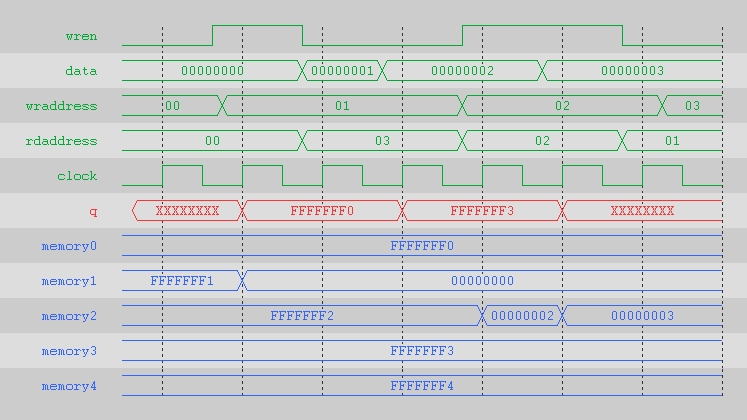 wren
data 00000000 00000001 00000002 00000003
wraddress 00 01 02 03
rdaddress 00 03 02 01
clock
q XXXXXXXX FFFFFFF0 FFFFFFF3 XXXXXXXX
memory0 FFFFFFF0
memory1 FFFFFFF1 00000000
memory2 FFFFFFF2 00000002 00000003
memory3 FFFFFFF3
memory4 FFFFFFF4